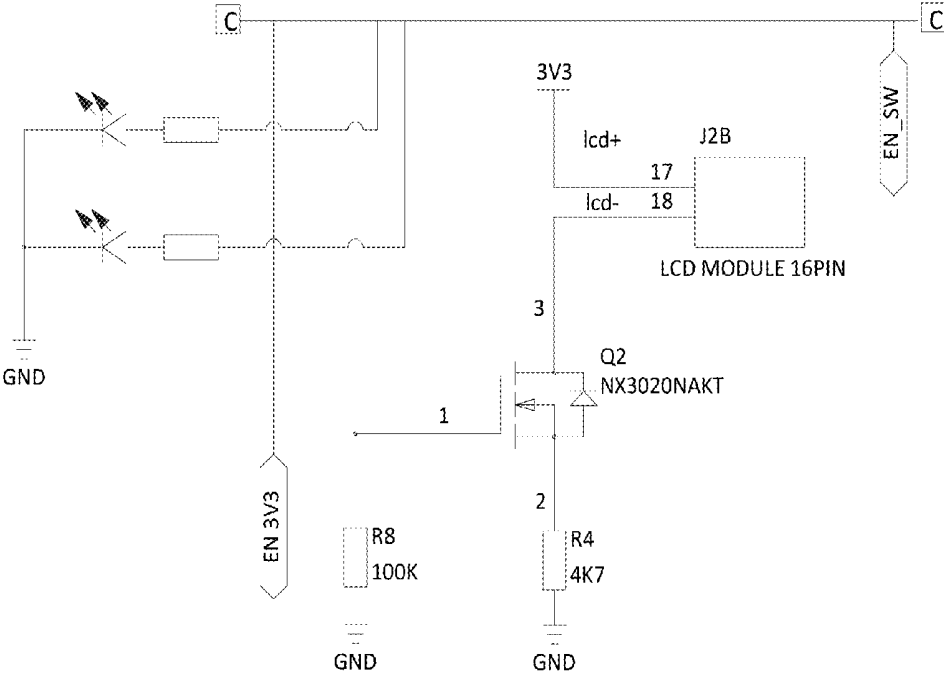 C
C
3V3
lcd+
J2B
17
lcd-
18
LCD MODULE 16PIN
EN_SW
GND
3
Q2
NX3020NAKT
1
2
EN 3V3
R8
100K
R4
4K7
GND
GND